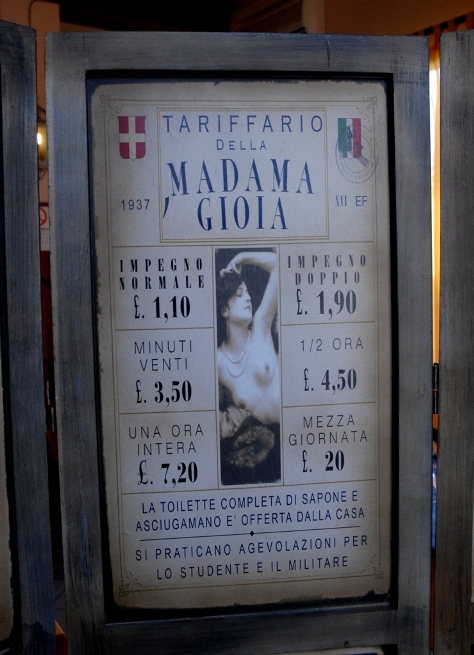 TARIFFARIO
DELLA
MADAMA
GIOIA
1937
XVI EF
IMPEGNO
NORMALE
£. 1,10
IMPEGNO
DOPPIO
£. 1,90
MINUTI
VENTI
£. 3,50
1/2 ORA
£. 4,50
UNA ORA
INTERA
£. 7,20
MEZZA
GIORNATA
£. 20
LA TOILETTE COMPLETA DI SAPONE E
ASCIUGAMANO E' OFFERTA DALLA CASA
SI PRATICANO AGEVOLAZIONI PER
LO STUDENTE E IL MILITARE